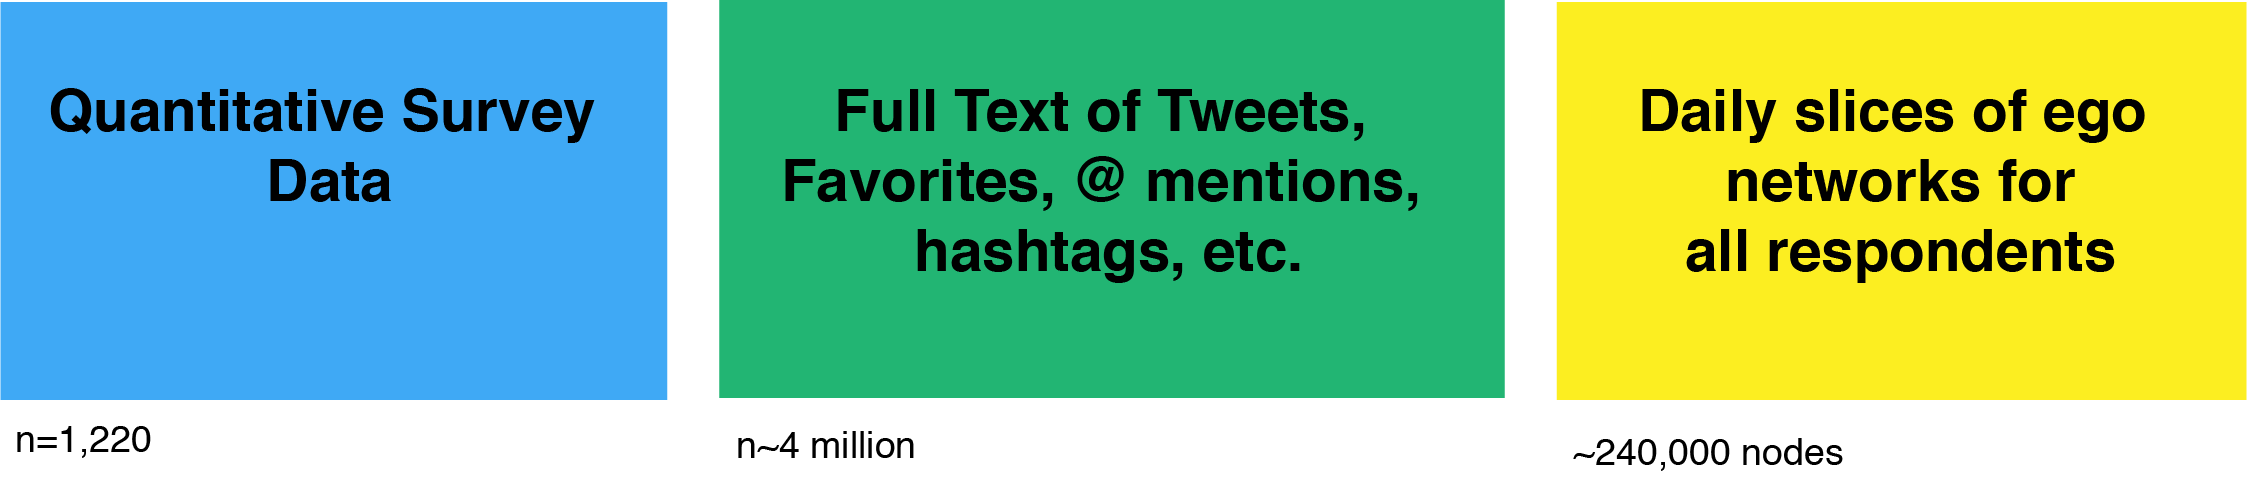 Quantitative Survey
Data
n=1,220
Full Text of Tweets,
Favorites, @ mentions,
hashtags, etc.
n~4 million
Daily slices of ego
networks for
all respondents
~240,000 nodes